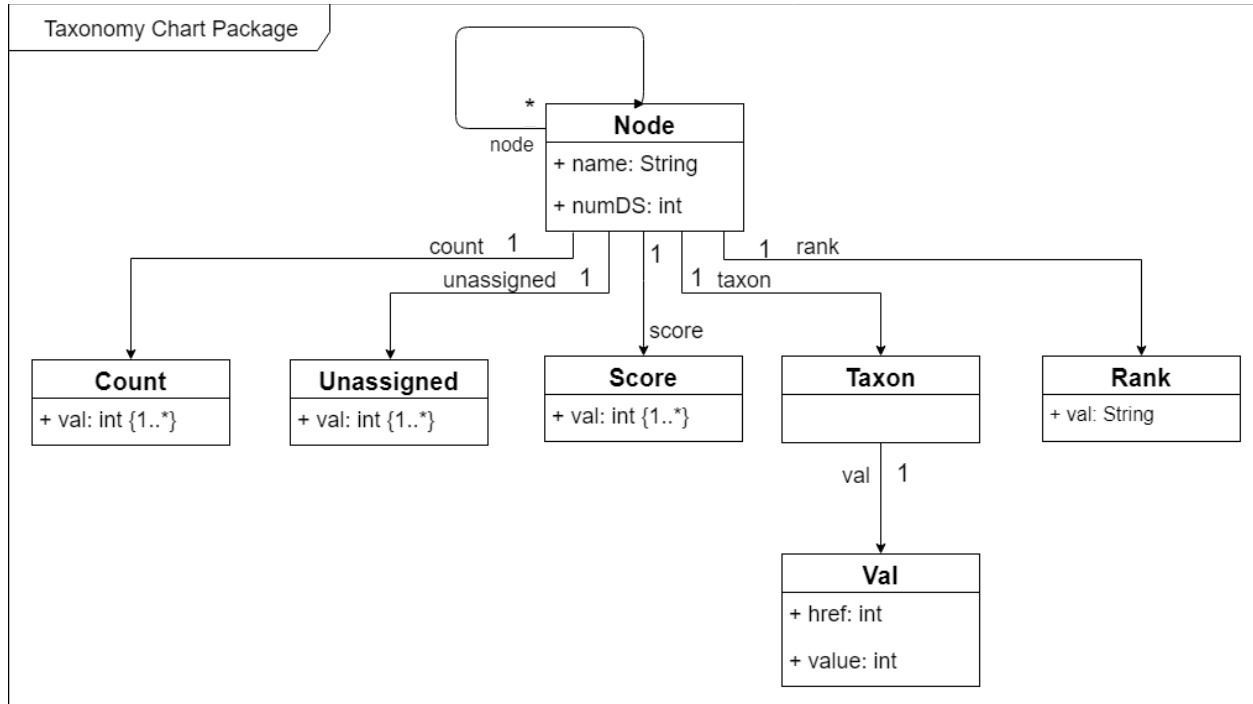 Taxonomy Chart Package
*
node
Node
+ name: String
+ numDS: int
count 1
unassigned 1
1
score
1 taxon
1 rank
Count
+ val: int {1..*}
Unassigned
+ val: int {1..*}
Score
+ val: int {1..*}
Taxon
Rank
+ val: String
val 1
Val
+ href: int
+ value: int